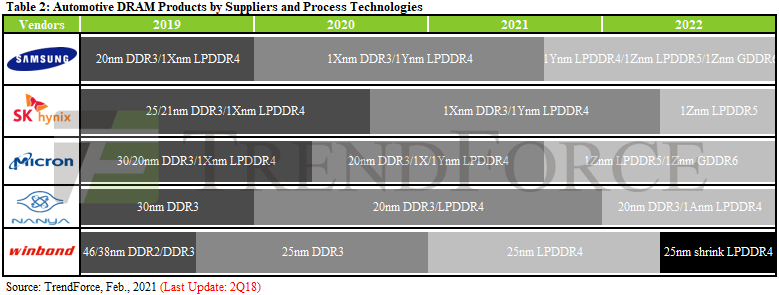 Table 2: Automotive DRAM Products by Suppliers and Process Technologies
Vendors 2019 2020 2021 2022
SAMSUNG 20nm DDR3/1Xnm LPDDR4 1Xnm DDR3/1Ynm LPDDR4 1Ynm LPDDR4/1Znm LPDDR5/1Znm GDDR6
SK hynix 25/21nm DDR3/1Xnm LPDDR4 1Xnm DDR3/1Ynm LPDDR4 1Znm LPDDR5
Micron 30/20nm DDR3/1Xnm LPDDR4 20nm DDR3/1X/1Ynm LPDDR4 1Znm LPDDR5/1Znm GDDR6
NANYA 30nm DDR3 20nm DDR3/LPDDR4 20nm DDR3/1Anm LPDDR4
winbond 46/38nm DDR2/DDR3 25nm DDR3 25nm LPDDR4 25nm shrink LPDDR4
TRENDFORCE
Source: TrendForce, Feb., 2021 (Last Update: 2Q18)